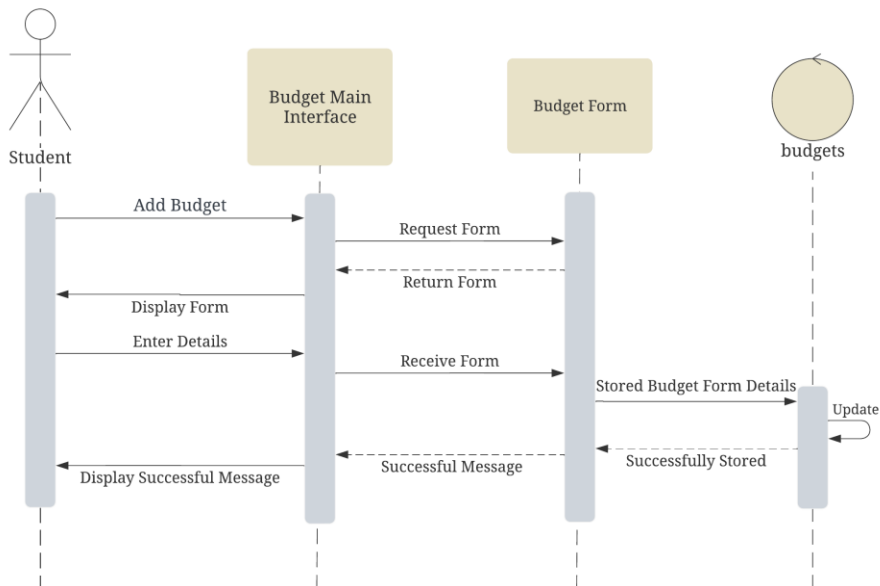 Budget Main
Interface
Budget Form
Student
budgets
Add Budget
Request Form
Return Form
Display Form
Enter Details
Receive Form
Stored Budget Form Details
Update
Successfully Stored
Successful Message
Display Successful Message